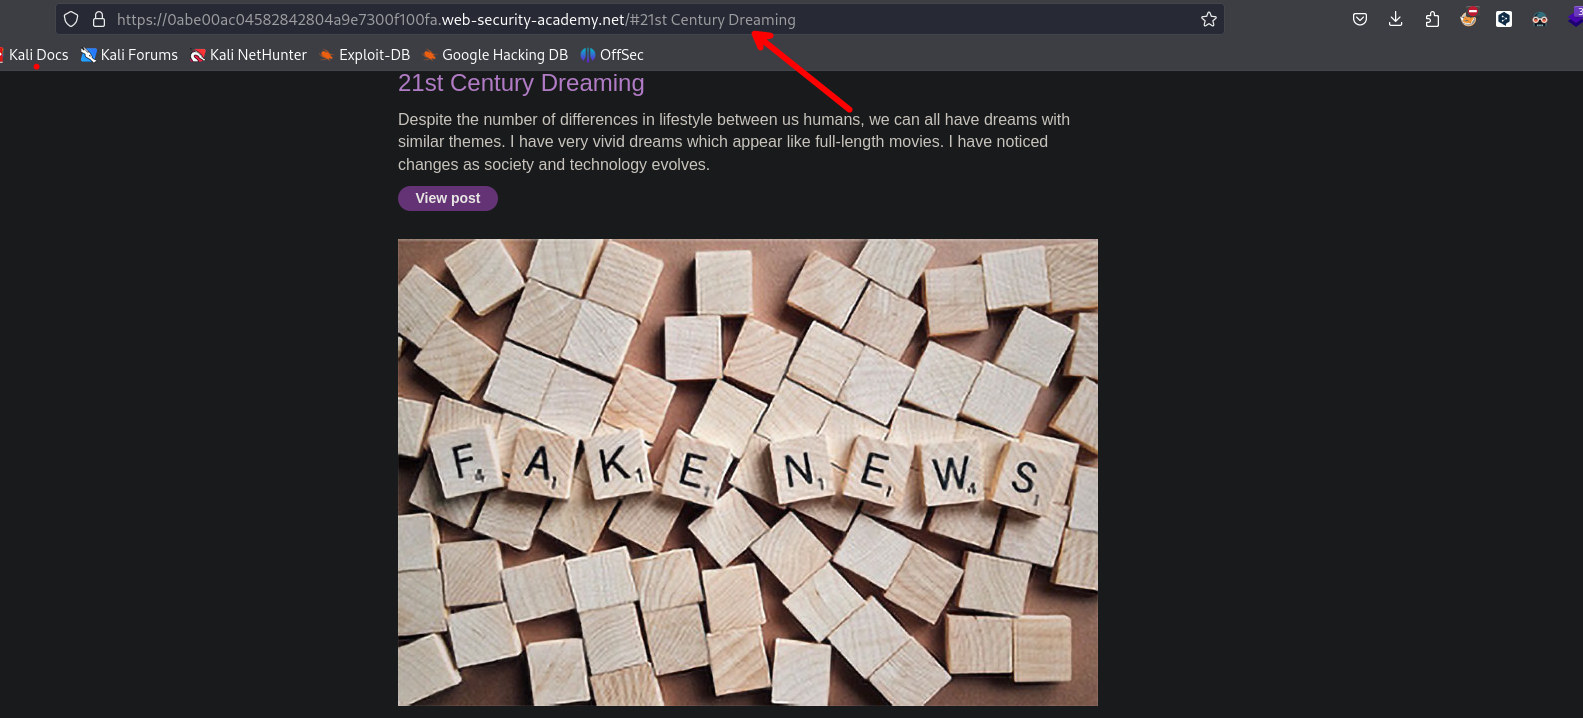 https://0abe00ac04582842804a9e7300f100fa.web-security-academy.net/#21st Century Dreaming
3
Kali Docs Kali Forums Kali NetHunter Exploit-DB Google Hacking DB OffSec
21st Century Dreaming
Despite the number of differences in lifestyle between us humans, we can all have dreams with
similar themes. I have very vivid dreams which appear like full-length movies. I have noticed
changes as society and technology evolves.
View post
FAKE NEWS